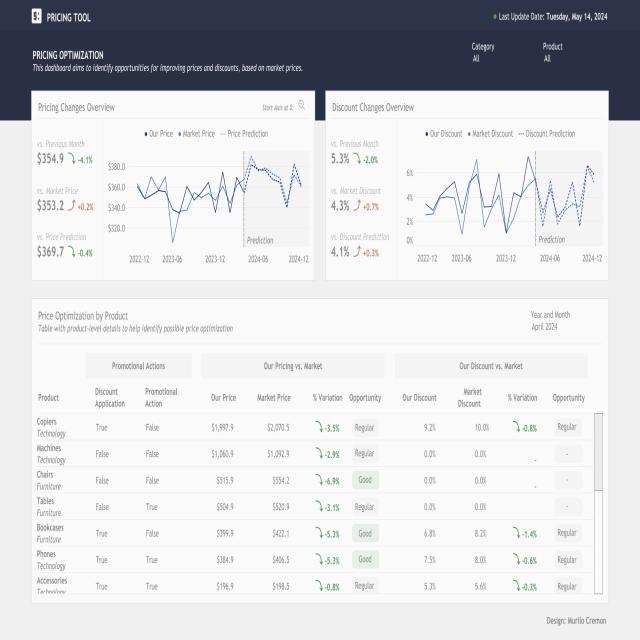 $: PRICING TOOL
Last Update Date: Tuesday, May 14, 2024
PRICING OPTIMIZATION
This dashboard aims to identify opportunities for improving prices and discounts, based on market prices.
Category
All
Product
All
Pricing Changes Overview
Start Axis at 0:
Our Price Market Price Price Prediction
vs. Previous Month
$354.9 -4.1%
vs. Market Price
$353.2 +0.2%
vs. Price Prediction
$369.7 -0.4%
$380.0
$360.0
$340.0
$320.0
Prediction
2022-12 2023-06 2023-12 2024-06 2024-12
Discount Changes Overview
Our Discount Market Discount Discount Prediction
vs. Previous Month
5.3% -2.0%
vs. Market Discount
4.3% +0.7%
vs. Discount Prediction
4.1% +0.3%
6%
4%
2%
0%
Prediction
2022-12 2023-06 2023-12 2024-06 2024-12
Price Optimization by Product
Table with product-level details to help identify possible price optimization
Year and Month
April 2024
Promotional Actions Our Pricing vs. Market Our Discount vs. Market
Product Discount Application Promotional Action Our Price Market Price % Variation Opportunity Our Discount Market Discount % Variation Opportunity
Copiers
Technology True False $1,997.9 $2,070.5 -3.5% Regular 9.2% 10.0% -0.8% Regular
Machines
Technology False False $1,060.9 $1,092.9 -2.9% Regular 0.0% 0.0% - -
Chairs
Furniture False False $515.9 $554.2 -6.9% Good 0.0% 0.0% - -
Tables
Furniture False True $504.9 $520.9 -3.1% Regular 0.0% 0.0% -
Bookcases
Furniture True False $399.9 $422.1 -5.3% Good 6.8% 8.2% -1.4% Regular
Phones
Technology True True $384.9 $406.5 -5.3% Good 7.5% 8.0% -0.6% Regular
Accessories
Technology True True $196.9 $198.5 -0.8% Regular 5.3% 5.6% -0.3% Regular
Design: Murilo Cremon